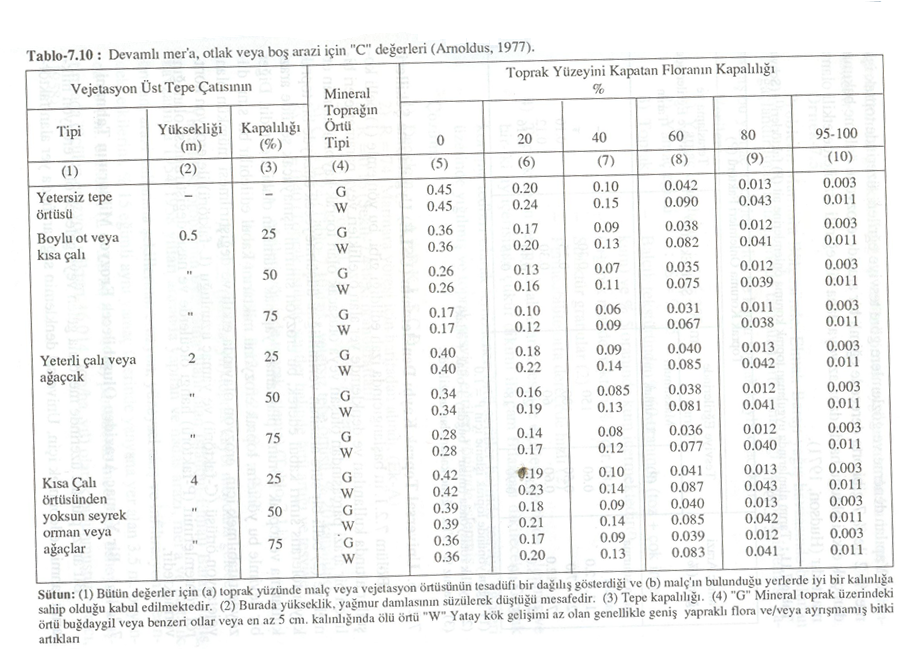 Tablo-7.10 : Devamlı mer'a, otlak veya boş arazi için "C" değerleri (Arnoldus, 1977).
Vejetasyon Üst Tepe Çatısının Mineral Toprağın Örtü Tipi Toprak Yüzeyini Kapatan Floranın Kapalılığı %
Tipi Yüksekliği (m) Kapalılığı (%) 0 20 40 60 80 95-100
(1) (2) (3) (4) (5) (6) (7) (8) (9) (10)
Yetersiz tepe – – G 0.45 0.20 0.10 0.042 0.013 0.003
örtüsü W 0.45 0.24 0.15 0.090 0.043 0.011
Boylu ot veya 0.5 25 G 0.36 0.17 0.09 0.038 0.012 0.003
kısa çalı W 0.36 0.20 0.13 0.082 0.041 0.011
" 50 G 0.26 0.13 0.07 0.035 0.012 0.003
W 0.26 0.16 0.11 0.075 0.039 0.011
" 75 G 0.17 0.10 0.06 0.031 0.011 0.003
W 0.17 0.12 0.09 0.067 0.038 0.011
Yeterli çalı veya 2 25 G 0.40 0.18 0.09 0.040 0.013 0.003
ağaçcık W 0.40 0.22 0.14 0.085 0.042 0.011
" 50 G 0.34 0.16 0.085 0.038 0.012 0.003
W 0.34 0.19 0.13 0.081 0.041 0.011
" 75 G 0.28 0.14 0.08 0.036 0.012 0.003
W 0.28 0.17 0.12 0.077 0.040 0.011
Kısa Çalı 4 25 G 0.42 0.19 0.10 0.041 0.013 0.003
örtüsünden W 0.42 0.23 0.14 0.087 0.043 0.011
yoksun seyrek " 50 G 0.39 0.18 0.09 0.040 0.013 0.003
orman veya W 0.39 0.21 0.14 0.085 0.042 0.011
ağaçlar " 75 G 0.36 0.17 0.09 0.039 0.012 0.003
W 0.36 0.20 0.13 0.083 0.041 0.011
Sütun: (1) Bütün değerler için (a) toprak yüzünde malç veya vejetasyon örtüsünün tesadüfi bir dağılış gösterdiği ve (b) malç'ın bulunduğu yerlerde iyi bir kalınlığa
sahip olduğu kabul edilmektedir. (2) Burada yükseklik, yağmur damlasının süzülerek düştüğü mesafedir. (3) Tepe kapalılığı. (4) "G" Mineral toprak üzerindeki
örtü buğdaygil veya benzeri otlar veya en az 5 cm. kalınlığında ölü örtü "W" Yatay kök gelişimi az olan genellikle geniş yapraklı flora ve/veya ayrışmamış bitki
artıkları